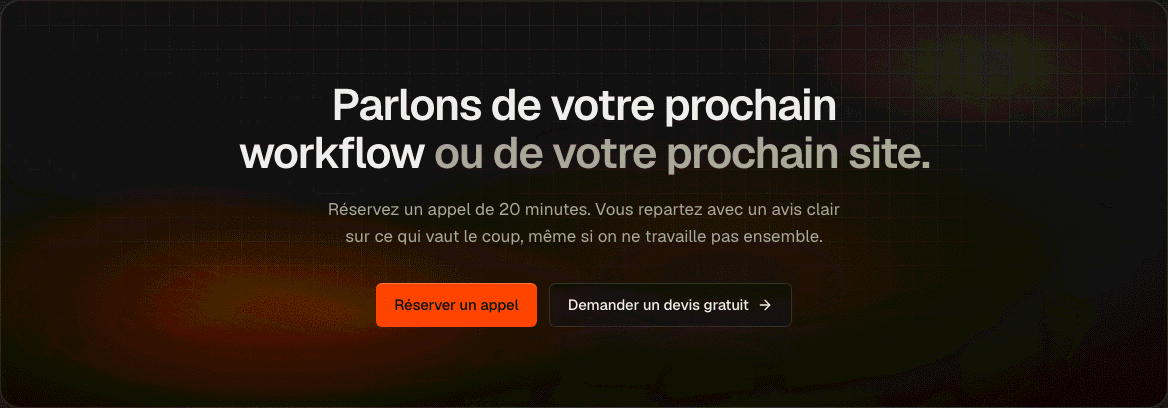 Parlons de votre prochain
workflow ou de votre prochain site.
Réservez un appel de 20 minutes. Vous repartez avec un avis clair
sur ce qui vaut le coup, même si on ne travaille pas ensemble.
Réserver un appel
Demander un devis gratuit →